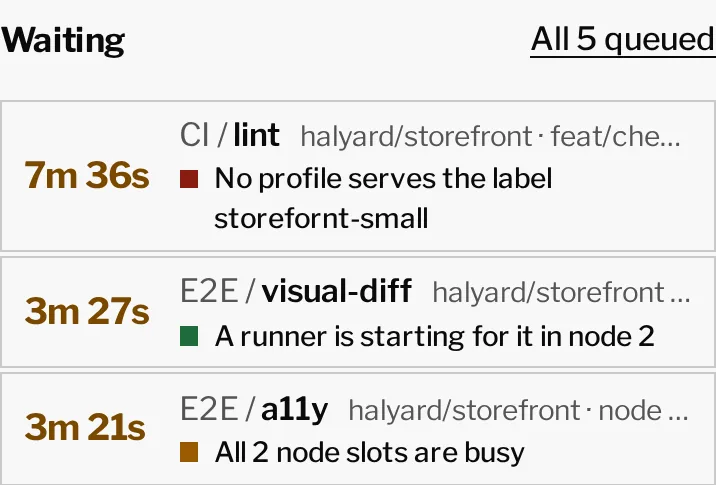 Waiting
All 5 queued
CI / lint halyard/storefront · feat/che...
7m 36s
No profile serves the label
storefornt-small
E2E / visual-diff halyard/storefront ...
3m 27s
A runner is starting for it in node 2
E2E / a11y halyard/storefront · node ...
3m 21s
All 2 node slots are busy